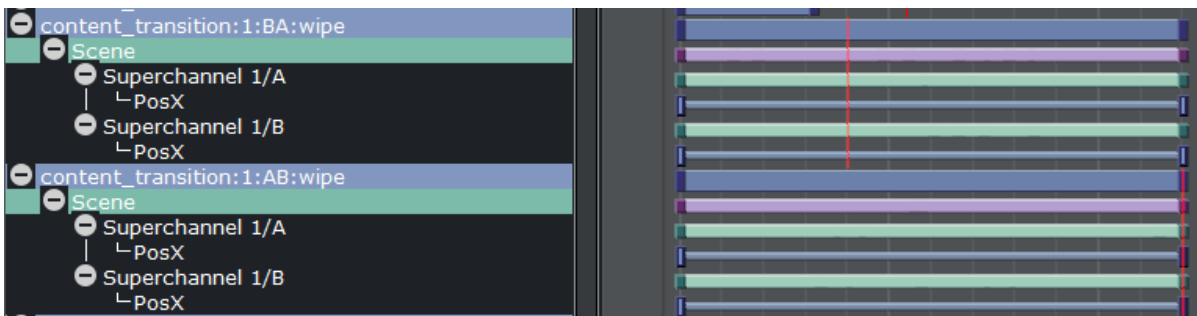 content_transition:1:BA:wipe
Scene
Superchannel 1/A
PosX
Superchannel 1/B
PosX
content_transition:1:AB:wipe
Scene
Superchannel 1/A
PosX
Superchannel 1/B
PosX